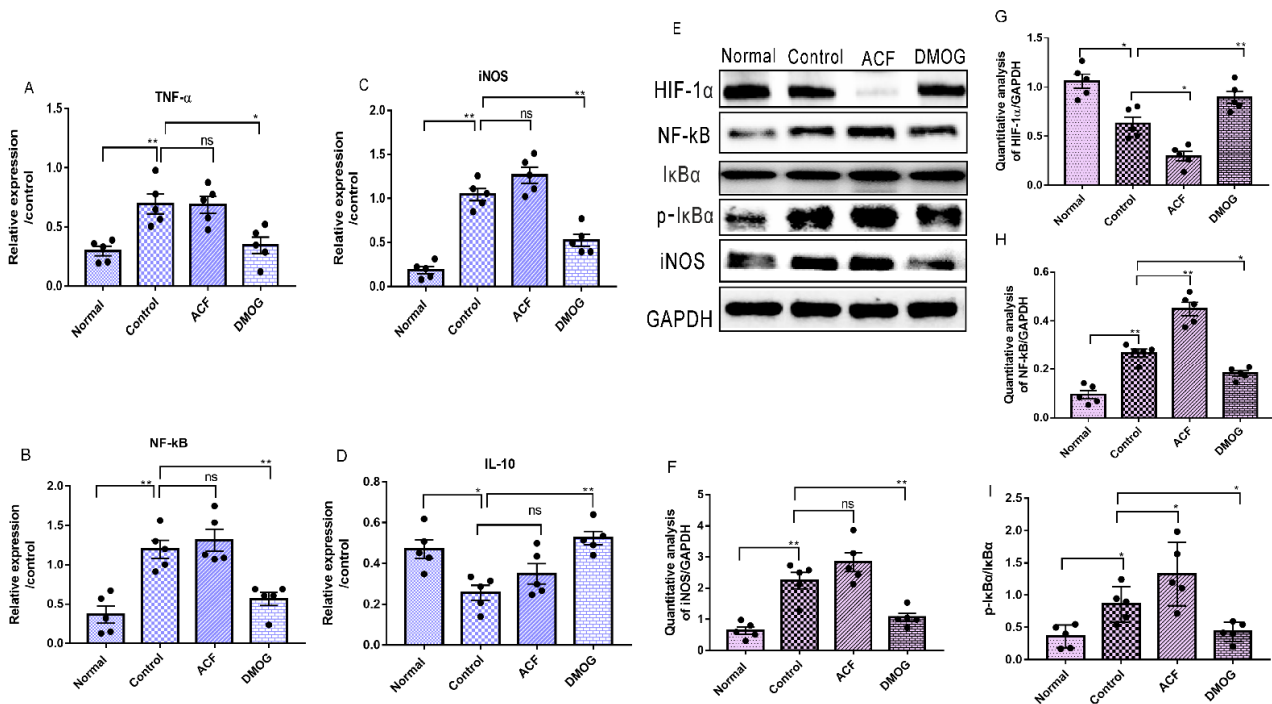 A
TNF-α
Relative expression
/control
1.5
1.0
0.5
0.0
**
ns
*
Normal
Control
ACF
DMOG
C
iNOS
Relative expression
/control
2.0
1.5
1.0
0.5
0.0
**
ns
**
Normal
Control
ACF
DMOG
E
Normal Control ACF DMOG
HIF-1α
NF-kB
IκBα
p-IκBα
iNOS
GAPDH
G
Quantitative analysis
of HIF-1α/GAPDH
1.5
1.0
0.5
0.0
*
*
**
Normal
Control
ACF
DMOG
H
Quantitative analysis
of NF-kB/GAPDH
0.6
0.4
0.2
0.0
**
**
*
Normal
Control
ACF
DMOG
B
NF-kB
Relative expression
/control
2.0
1.5
1.0
0.5
0.0
**
ns
**
Normal
Control
ACF
DMOG
D
IL-10
Relative expression
/control
0.8
0.6
0.4
0.2
0.0
*
ns
**
Normal
Control
ACF
DMOG
F
Quantitative analysis
of iNOS/GAPDH
5
4
3
2
1
0
**
ns
**
Normal
Control
ACF
DMOG
I
p-IκBα/IκBα
2.5
2.0
1.5
1.0
0.5
0.0
*
*
*
Normal
Control
ACF
DMOG